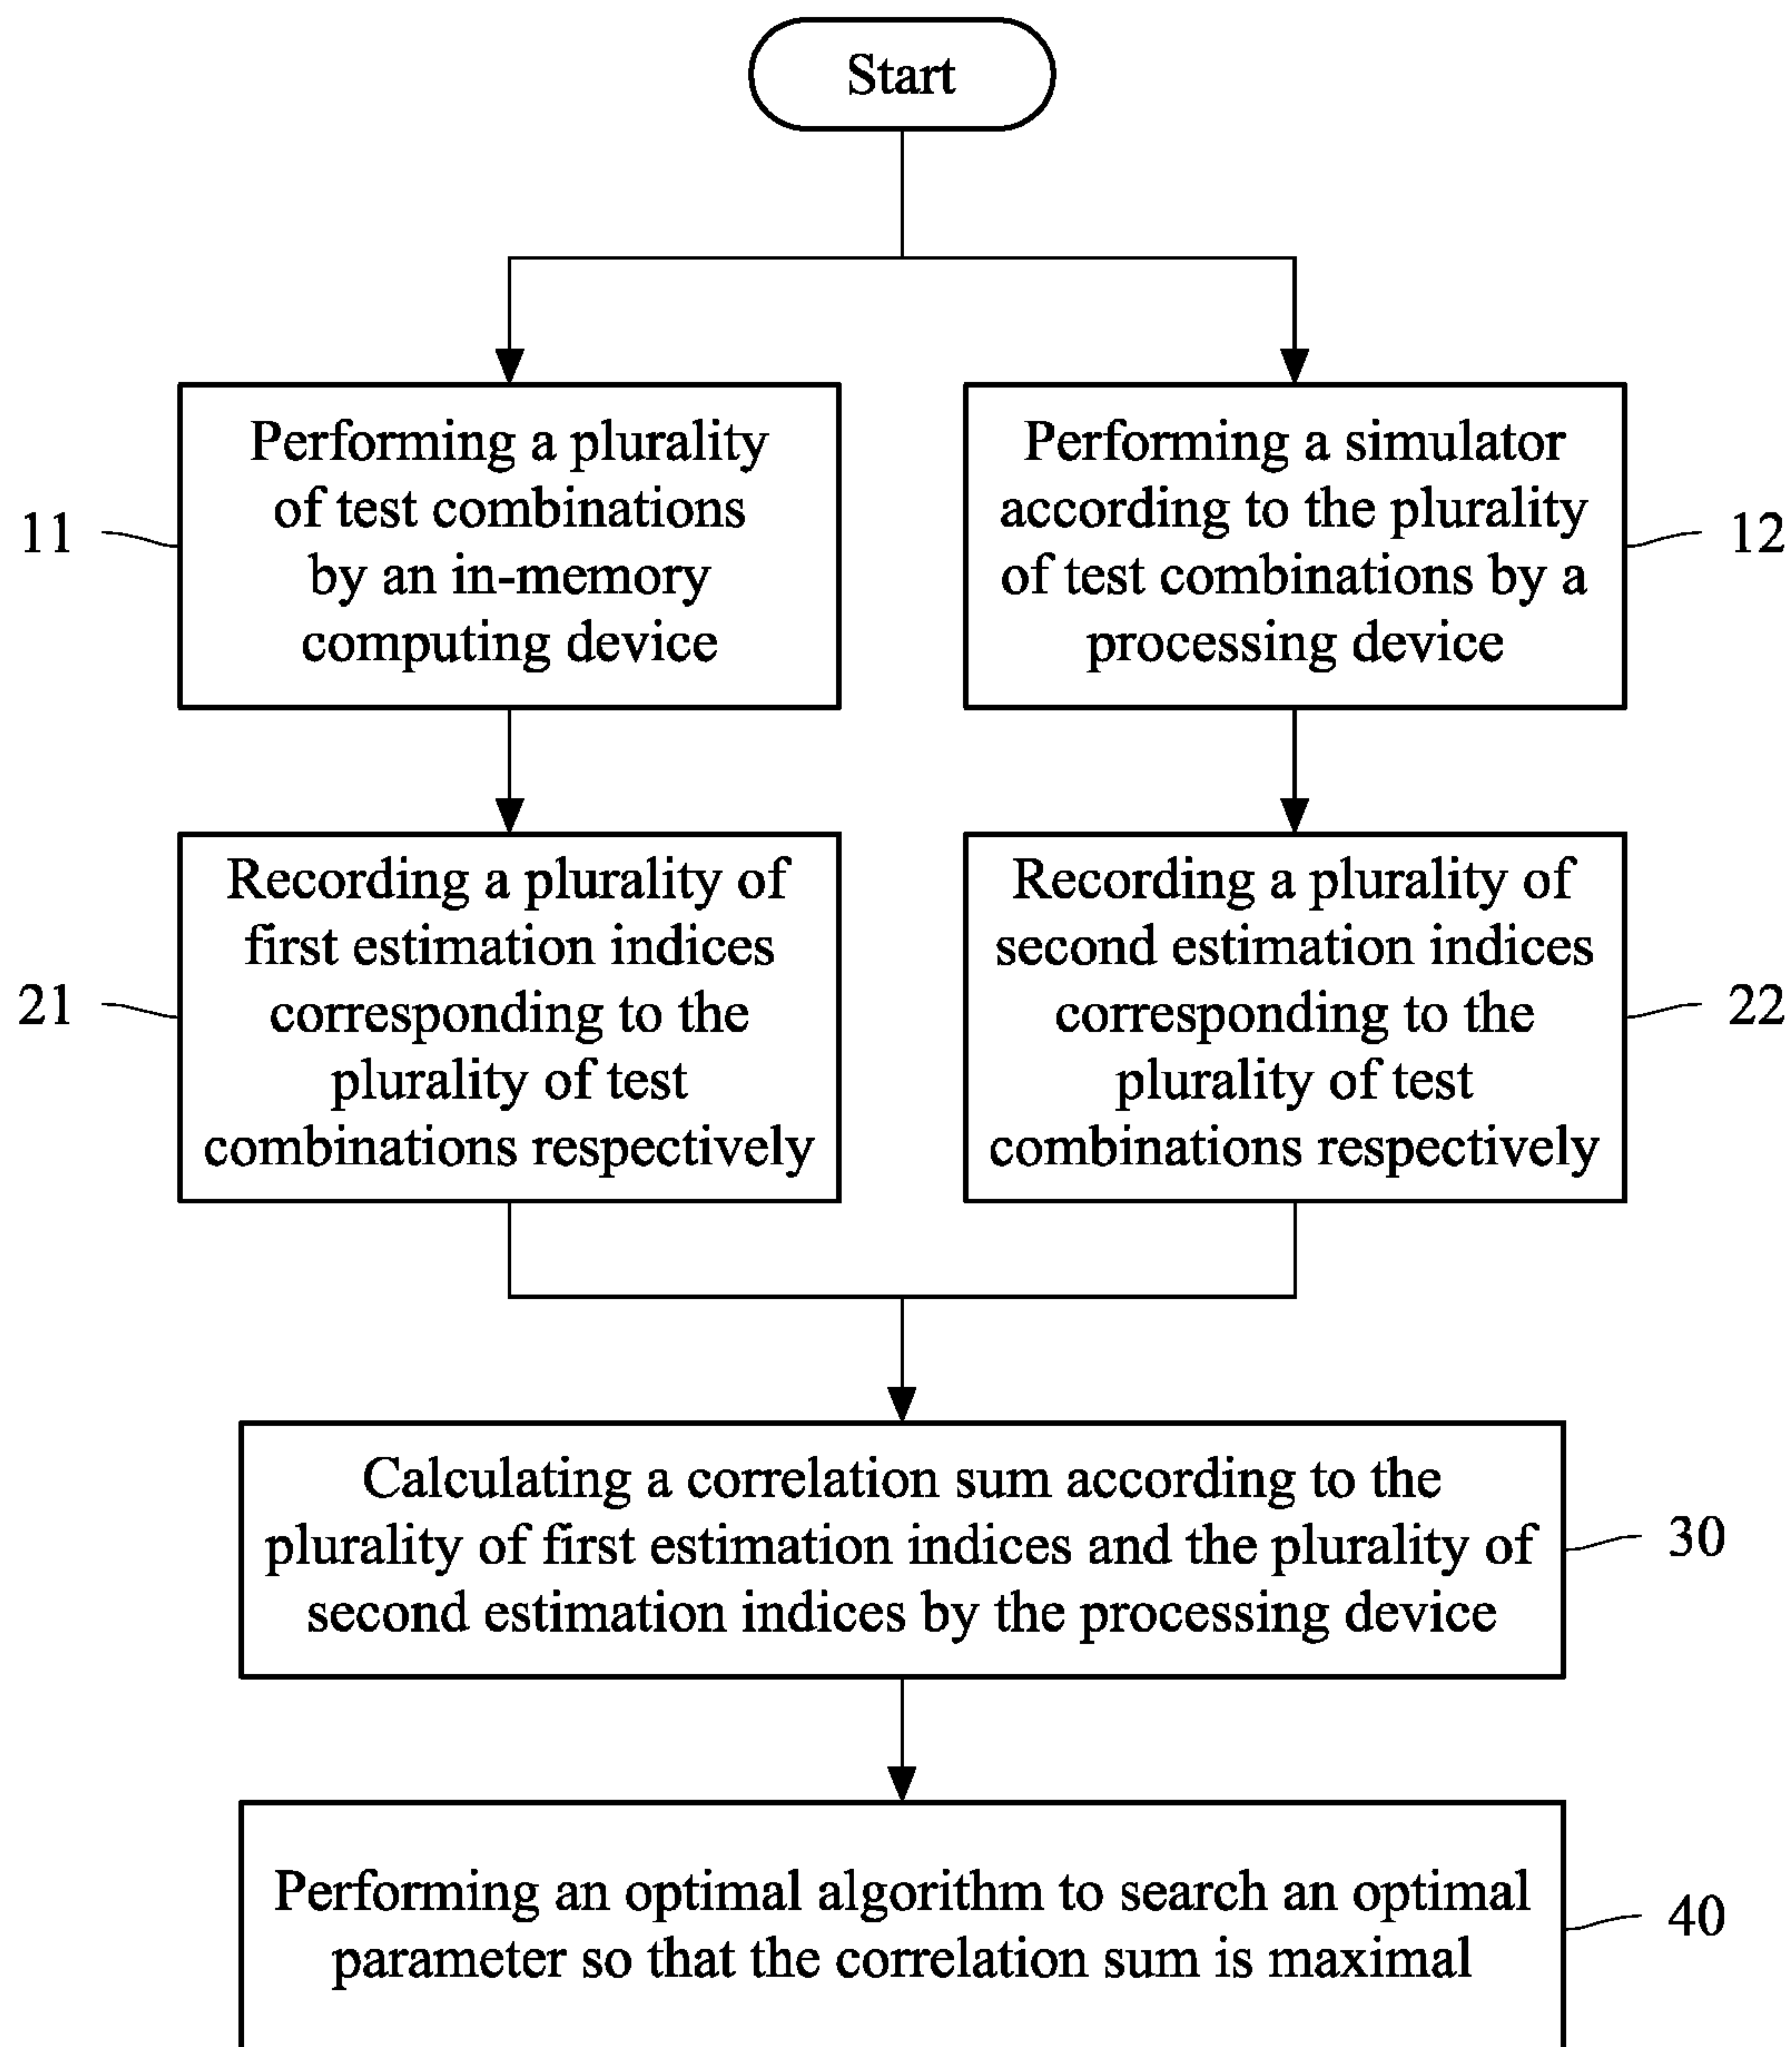 Start
Performing a plurality
of test combinations
by an in-memory
computing device
11
Performing a simulator
according to the plurality
of test combinations by a
processing device
12
Recording a plurality of
first estimation indices
corresponding to the
plurality of test
combinations respectively
21
Recording a plurality of
second estimation indices
corresponding to the
plurality of test
combinations respectively
22
Calculating a correlation sum according to the
plurality of first estimation indices and the plurality of
second estimation indices by the processing device
30
Performing an optimal algorithm to search an optimal
parameter so that the correlation sum is maximal
40